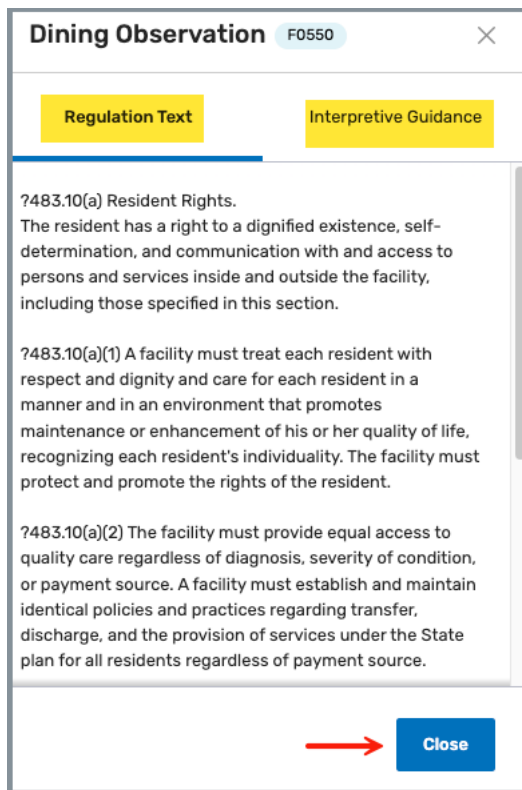 Dining Observation F0550
Regulation Text Interpretive Guidance
?483.10(a) Resident Rights.
The resident has a right to a dignified existence, self-
determination, and communication with and access to
persons and services inside and outside the facility,
including those specified in this section.
?483.10(a)(1) A facility must treat each resident with
respect and dignity and care for each resident in a
manner and in an environment that promotes
maintenance or enhancement of his or her quality of life,
recognizing each resident's individuality. The facility must
protect and promote the rights of the resident.
?483.10(a)(2) The facility must provide equal access to
quality care regardless of diagnosis, severity of condition,
or payment source. A facility must establish and maintain
identical policies and practices regarding transfer,
discharge, and the provision of services under the State
plan for all residents regardless of payment source.
Close